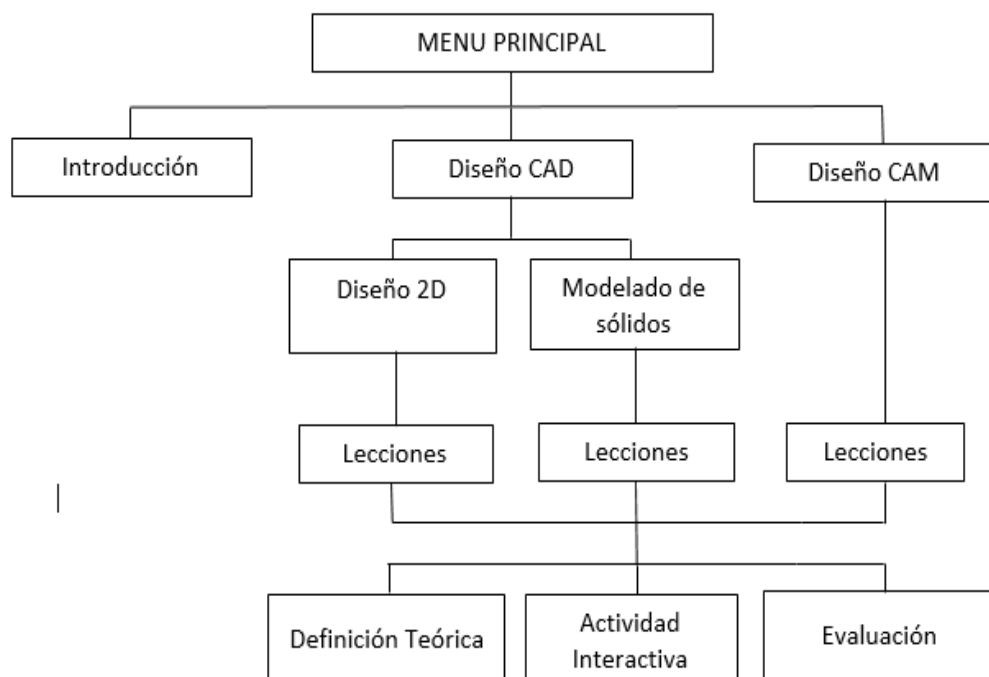 MENU PRINCIPAL
Introducción
Diseño CAD
Diseño CAM
Diseño 2D
Modelado de
sólidos
Lecciones
Lecciones
Lecciones
Definición Teórica
Actividad
Interactiva
Evaluación